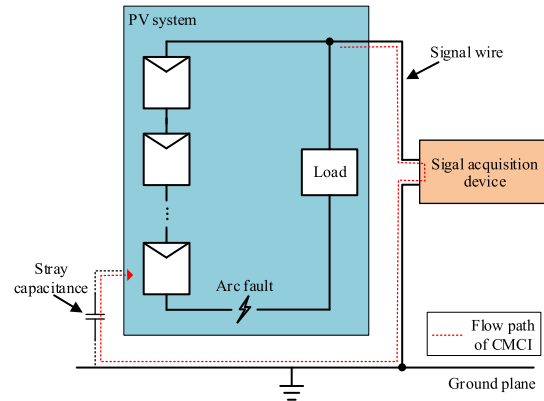 PV system
Signal wire
Load
Sigal acquisition
device
Stray
capacitance
Arc fault
Flow path
of CMCI
Ground plane